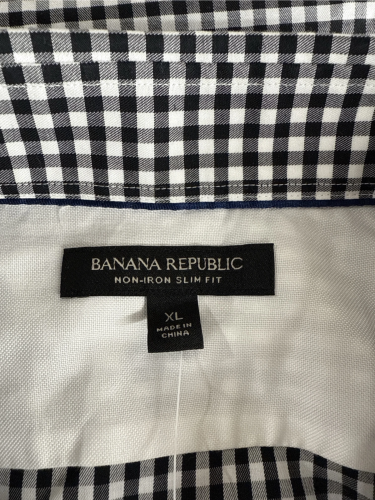 BANANA REPUBLIC
NON-IRON SLIM FIT
XL
MADE IN
CHINA